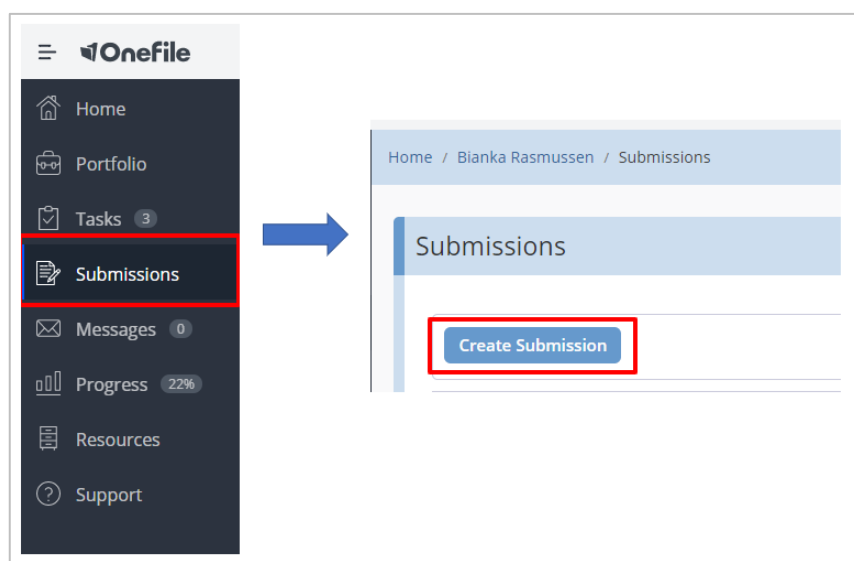 Onefile
Home
Portfolio
Tasks 3
Submissions
Messages 0
Progress 22%
Resources
Support
Home / Bianka Rasmussen / Submissions
Submissions
Create Submission